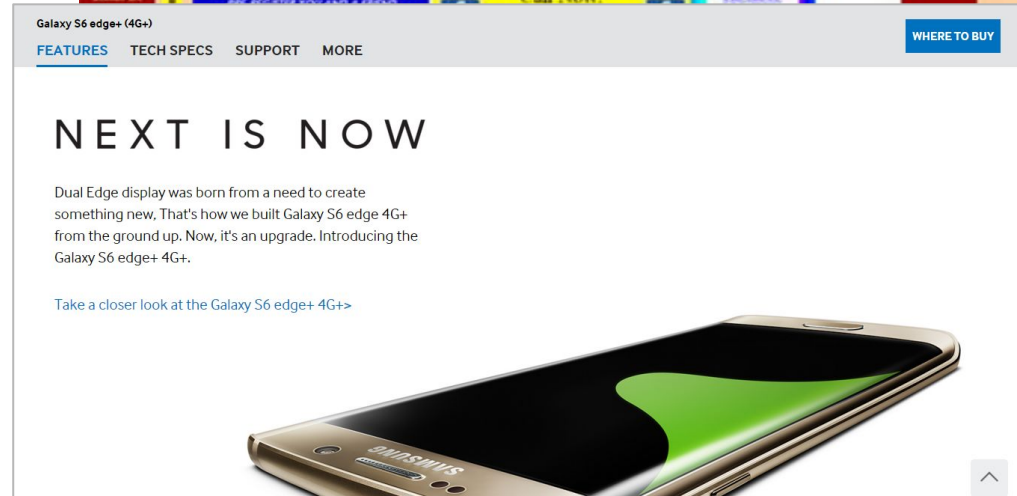 Galaxy S6 edge+ (4G+)
FEATURES TECH SPECS SUPPORT MORE
WHERE TO BUY
NEXT IS NOW
Dual Edge display was born from a need to create
something new, That's how we built Galaxy S6 edge 4G+
from the ground up. Now, it's an upgrade. Introducing the
Galaxy S6 edge+ 4G+.
Take a closer look at the Galaxy S6 edge+ 4G+>
SAMSUNG